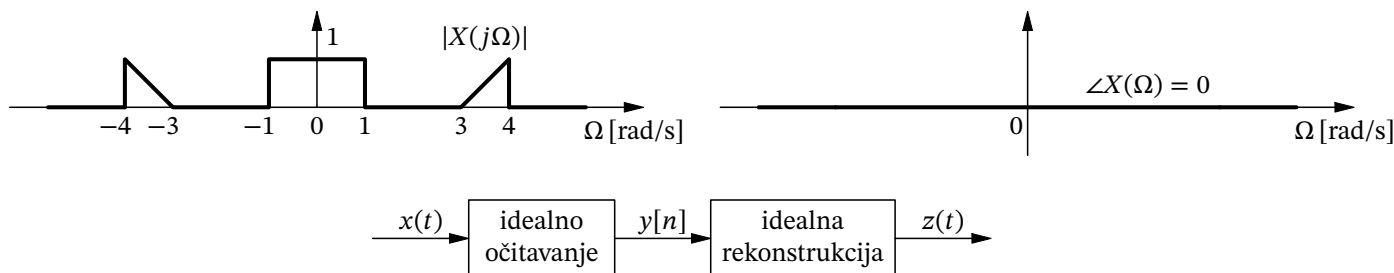 1
|X(jΩ)|
−4 −3 −1 0 1 3 4 Ω [rad/s]
∠X(Ω) = 0
0 Ω [rad/s]
x(t) idealno očitavanje y[n] idealna rekonstrukcija z(t)